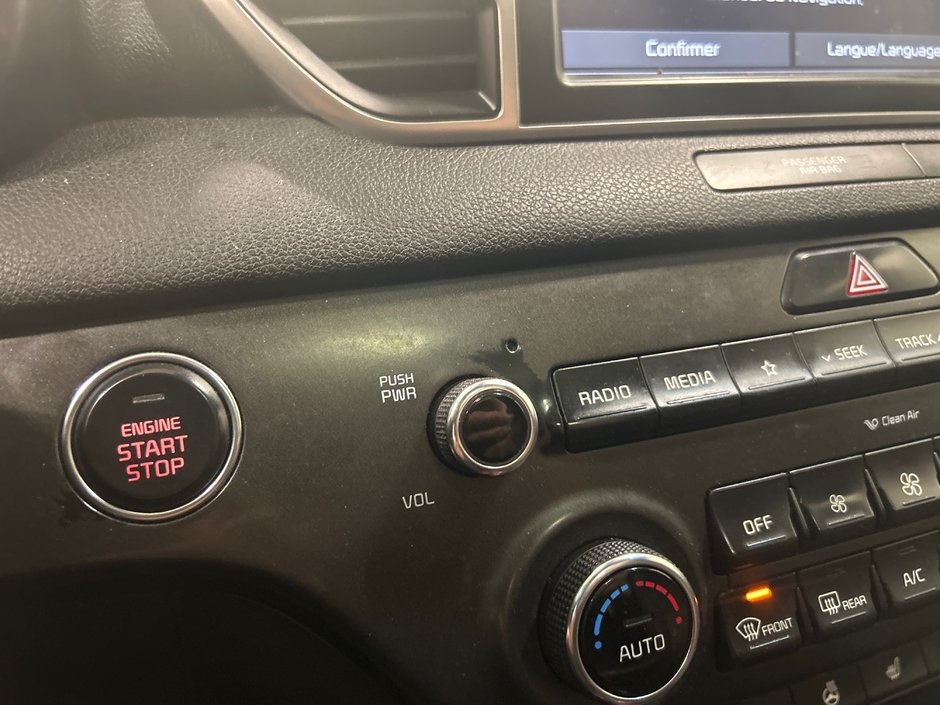 Confirmer
Langue/Language
PASSENGER
AIR BAG
ENGINE
START
STOP
PUSH
PWR
VOL
RADIO
MEDIA
SEEK
TRACK
Clean Air
OFF
AUTO
FRONT
REAR
A/C